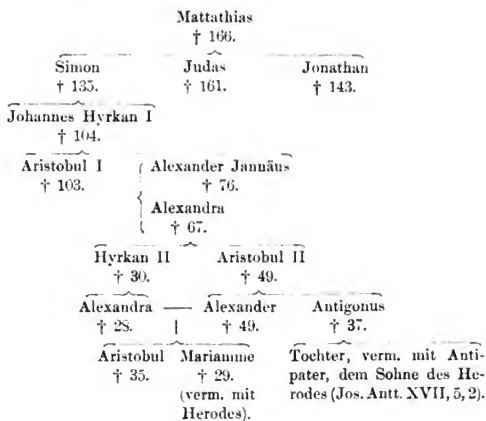 Mattathias
† 166.
Simon Judas Jonathan
† 135. † 161. † 143.
Johannes Hyrkan I
† 104.
Aristobul I Alexander Jannäus
† 103. † 76.
Alexandra
† 67.
Hyrkan II Aristobul II
† 30. † 49.
Alexandra — Alexander Antigonus
† 28. † 49. † 37.
Aristobul Mariamme Tochter, verm. mit Anti-
† 35. † 29. pater, dem Sohne des He-
(verm. mit rodes (Jos. Antt. XVII, 5, 2).
Herodes).